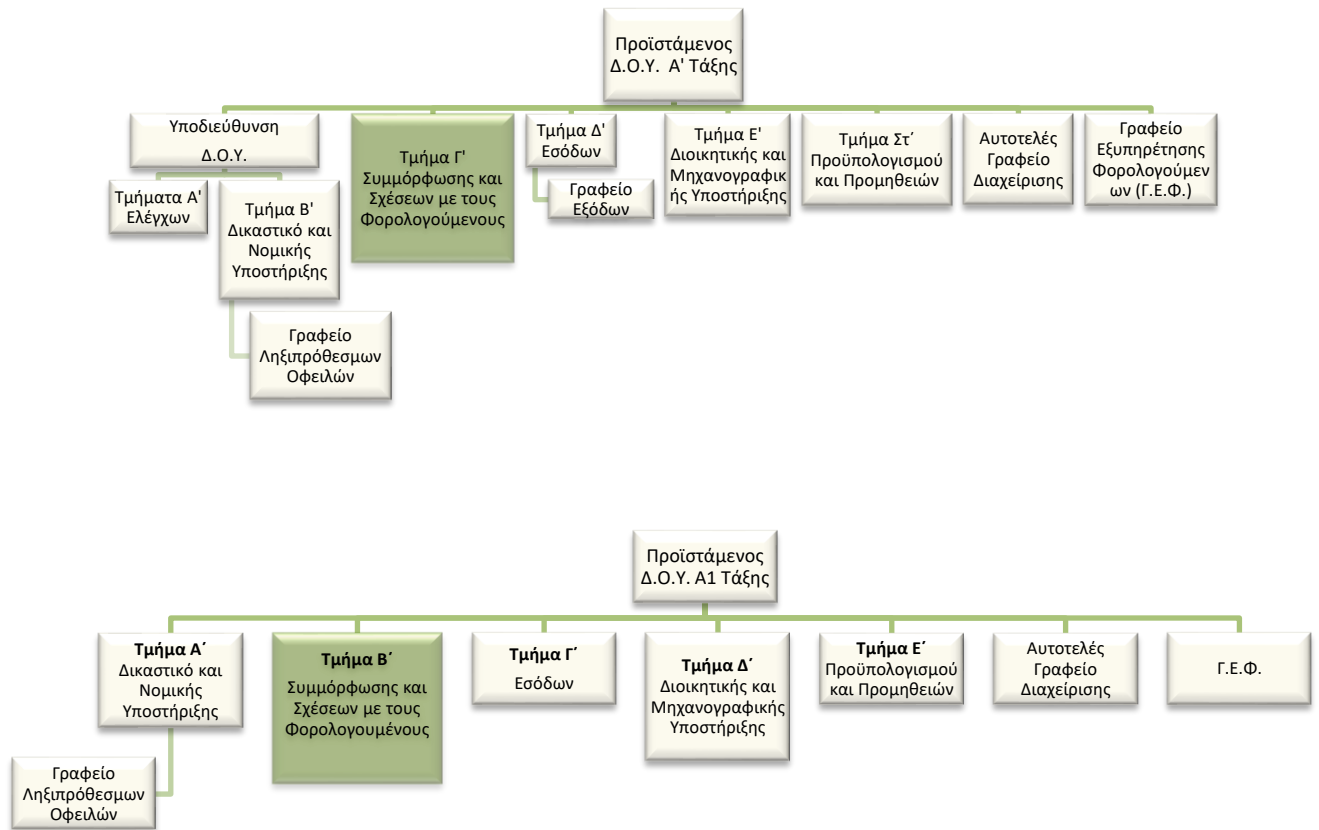 Προϊστάμενος
Δ.Ο.Υ. Α' Τάξης
Υποδιεύθυνση
Δ.Ο.Υ.
Τμήματα Α'
Ελέγχων
Τμήμα Β'
Δικαστικό και
Νομικής
Υποστήριξης
Γραφείο
Ληξιπρόθεσμων
Οφειλών
Τμήμα Γ'
Συμμόρφωσης και
Σχέσεων με τους
Φορολογούμενους
Τμήμα Δ'
Εσόδων
Γραφείο
Εξόδων
Τμήμα Ε'
Διοικητικής και
Μηχανογραφικ
ής Υποστήριξης
Τμήμα Στ΄
Προϋπολογισμού
και Προμηθειών
Αυτοτελές
Γραφείο
Διαχείρισης
Γραφείο
Εξυπηρέτησης
Φορολογούμεν
ων (Γ.Ε.Φ.)
Προϊστάμενος
Δ.Ο.Υ. Α1 Τάξης
Τμήμα Α΄
Δικαστικό και
Νομικής
Υποστήριξης
Γραφείο
Ληξιπρόθεσμων
Οφειλών
Τμήμα Β΄
Συμμόρφωσης και
Σχέσεων με τους
Φορολογουμένους
Τμήμα Γ΄
Εσόδων
Τμήμα Δ΄
Διοικητικής και
Μηχανογραφικής
Υποστήριξης
Τμήμα Ε΄
Προϋπολογισμού
και Προμηθειών
Αυτοτελές
Γραφείο
Διαχείρισης
Γ.Ε.Φ.